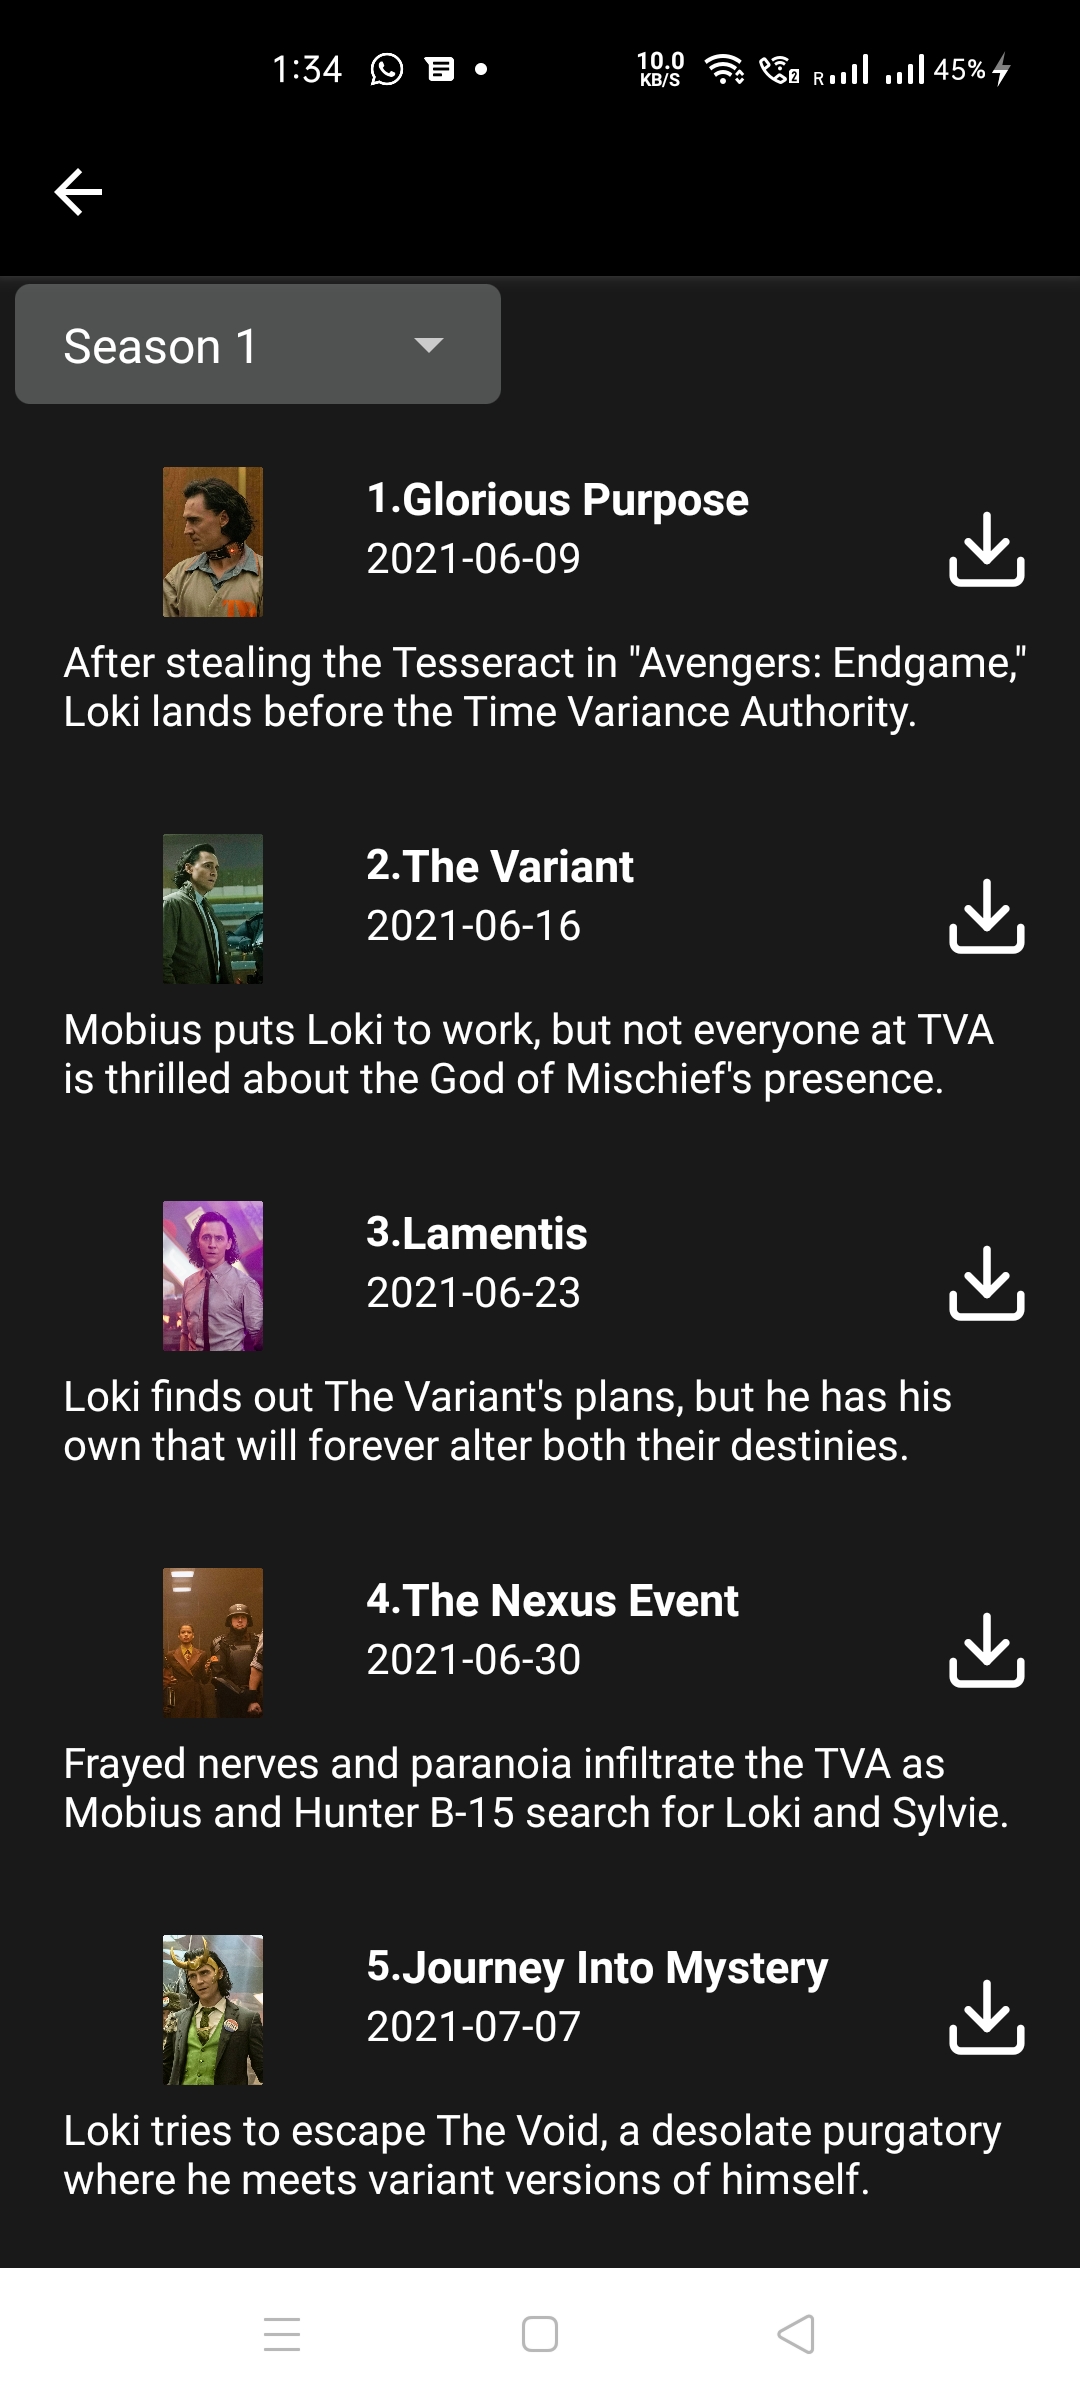 1:34
10.0
KB/S
2
R
45%
Season 1
1.Glorious Purpose
2021-06-09
After stealing the Tesseract in "Avengers: Endgame,"
Loki lands before the Time Variance Authority.
2.The Variant
2021-06-16
Mobius puts Loki to work, but not everyone at TVA
is thrilled about the God of Mischief's presence.
3.Lamentis
2021-06-23
Loki finds out The Variant's plans, but he has his
own that will forever alter both their destinies.
4.The Nexus Event
2021-06-30
Frayed nerves and paranoia infiltrate the TVA as
Mobius and Hunter B-15 search for Loki and Sylvie.
5.Journey Into Mystery
2021-07-07
Loki tries to escape The Void, a desolate purgatory
where he meets variant versions of himself.